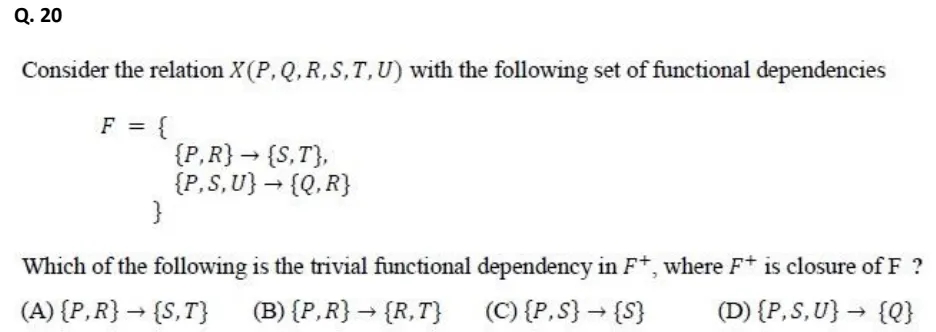 Q. 20
Consider the relation X(P, Q, R, S, T, U) with the following set of functional dependencies
F = {
{P, R} → {S, T},
{P, S, U} → {Q, R}
}
Which of the following is the trivial functional dependency in F⁺, where F⁺ is closure of F ?
(A) {P, R} → {S, T} (B) {P, R} → {R, T} (C) {P, S} → {S} (D) {P, S, U} → {Q}